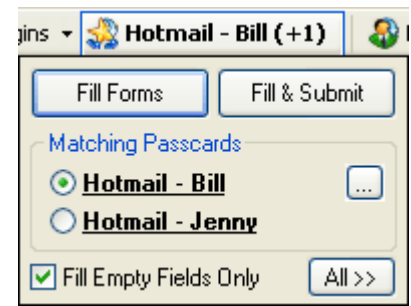 gins Hotmail - Bill (+1)
Fill Forms Fill & Submit
Matching Passcards
Hotmail - Bill ...
Hotmail - Jenny
Fill Empty Fields Only All >>